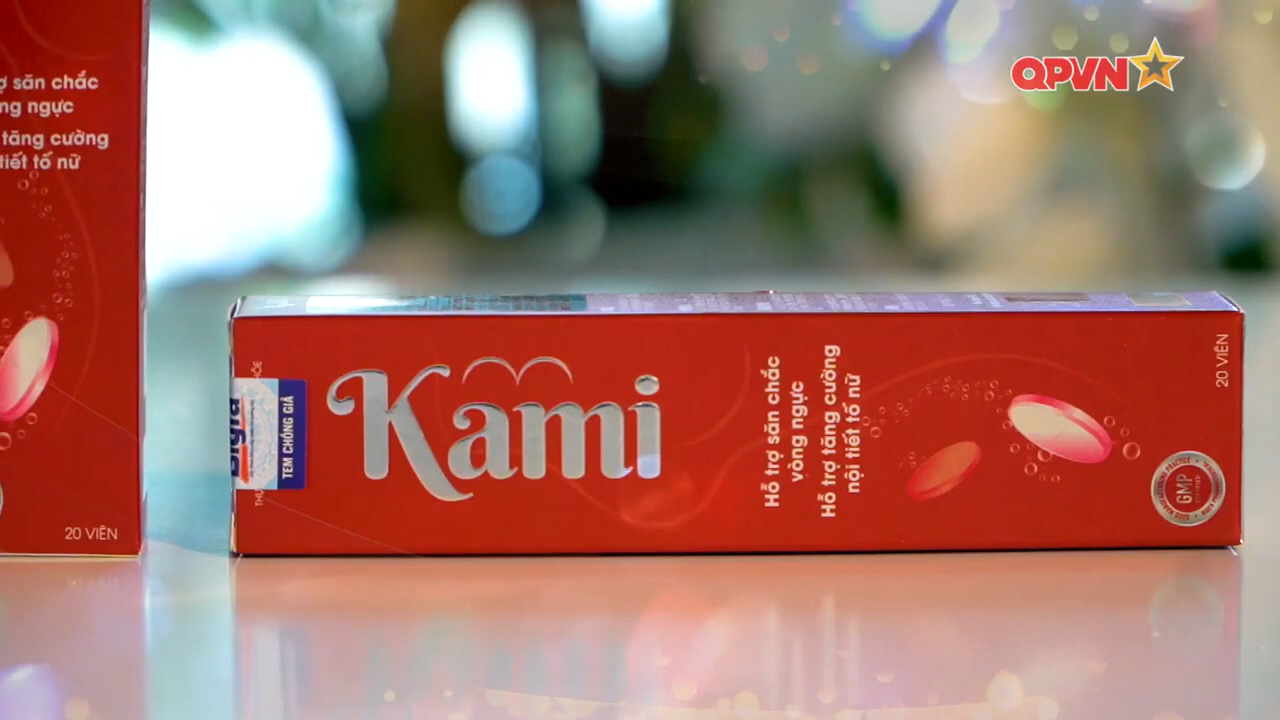 QPVN
săn chắc
ngực
tăng cường
tiết tố nữ
20 VIÊN
TEM CHỐNG GIẢ
Kami
Hỗ trợ săn chắc
vòng ngực
Hỗ trợ tăng cường
nội tiết tố nữ
20 VIÊN
GMP